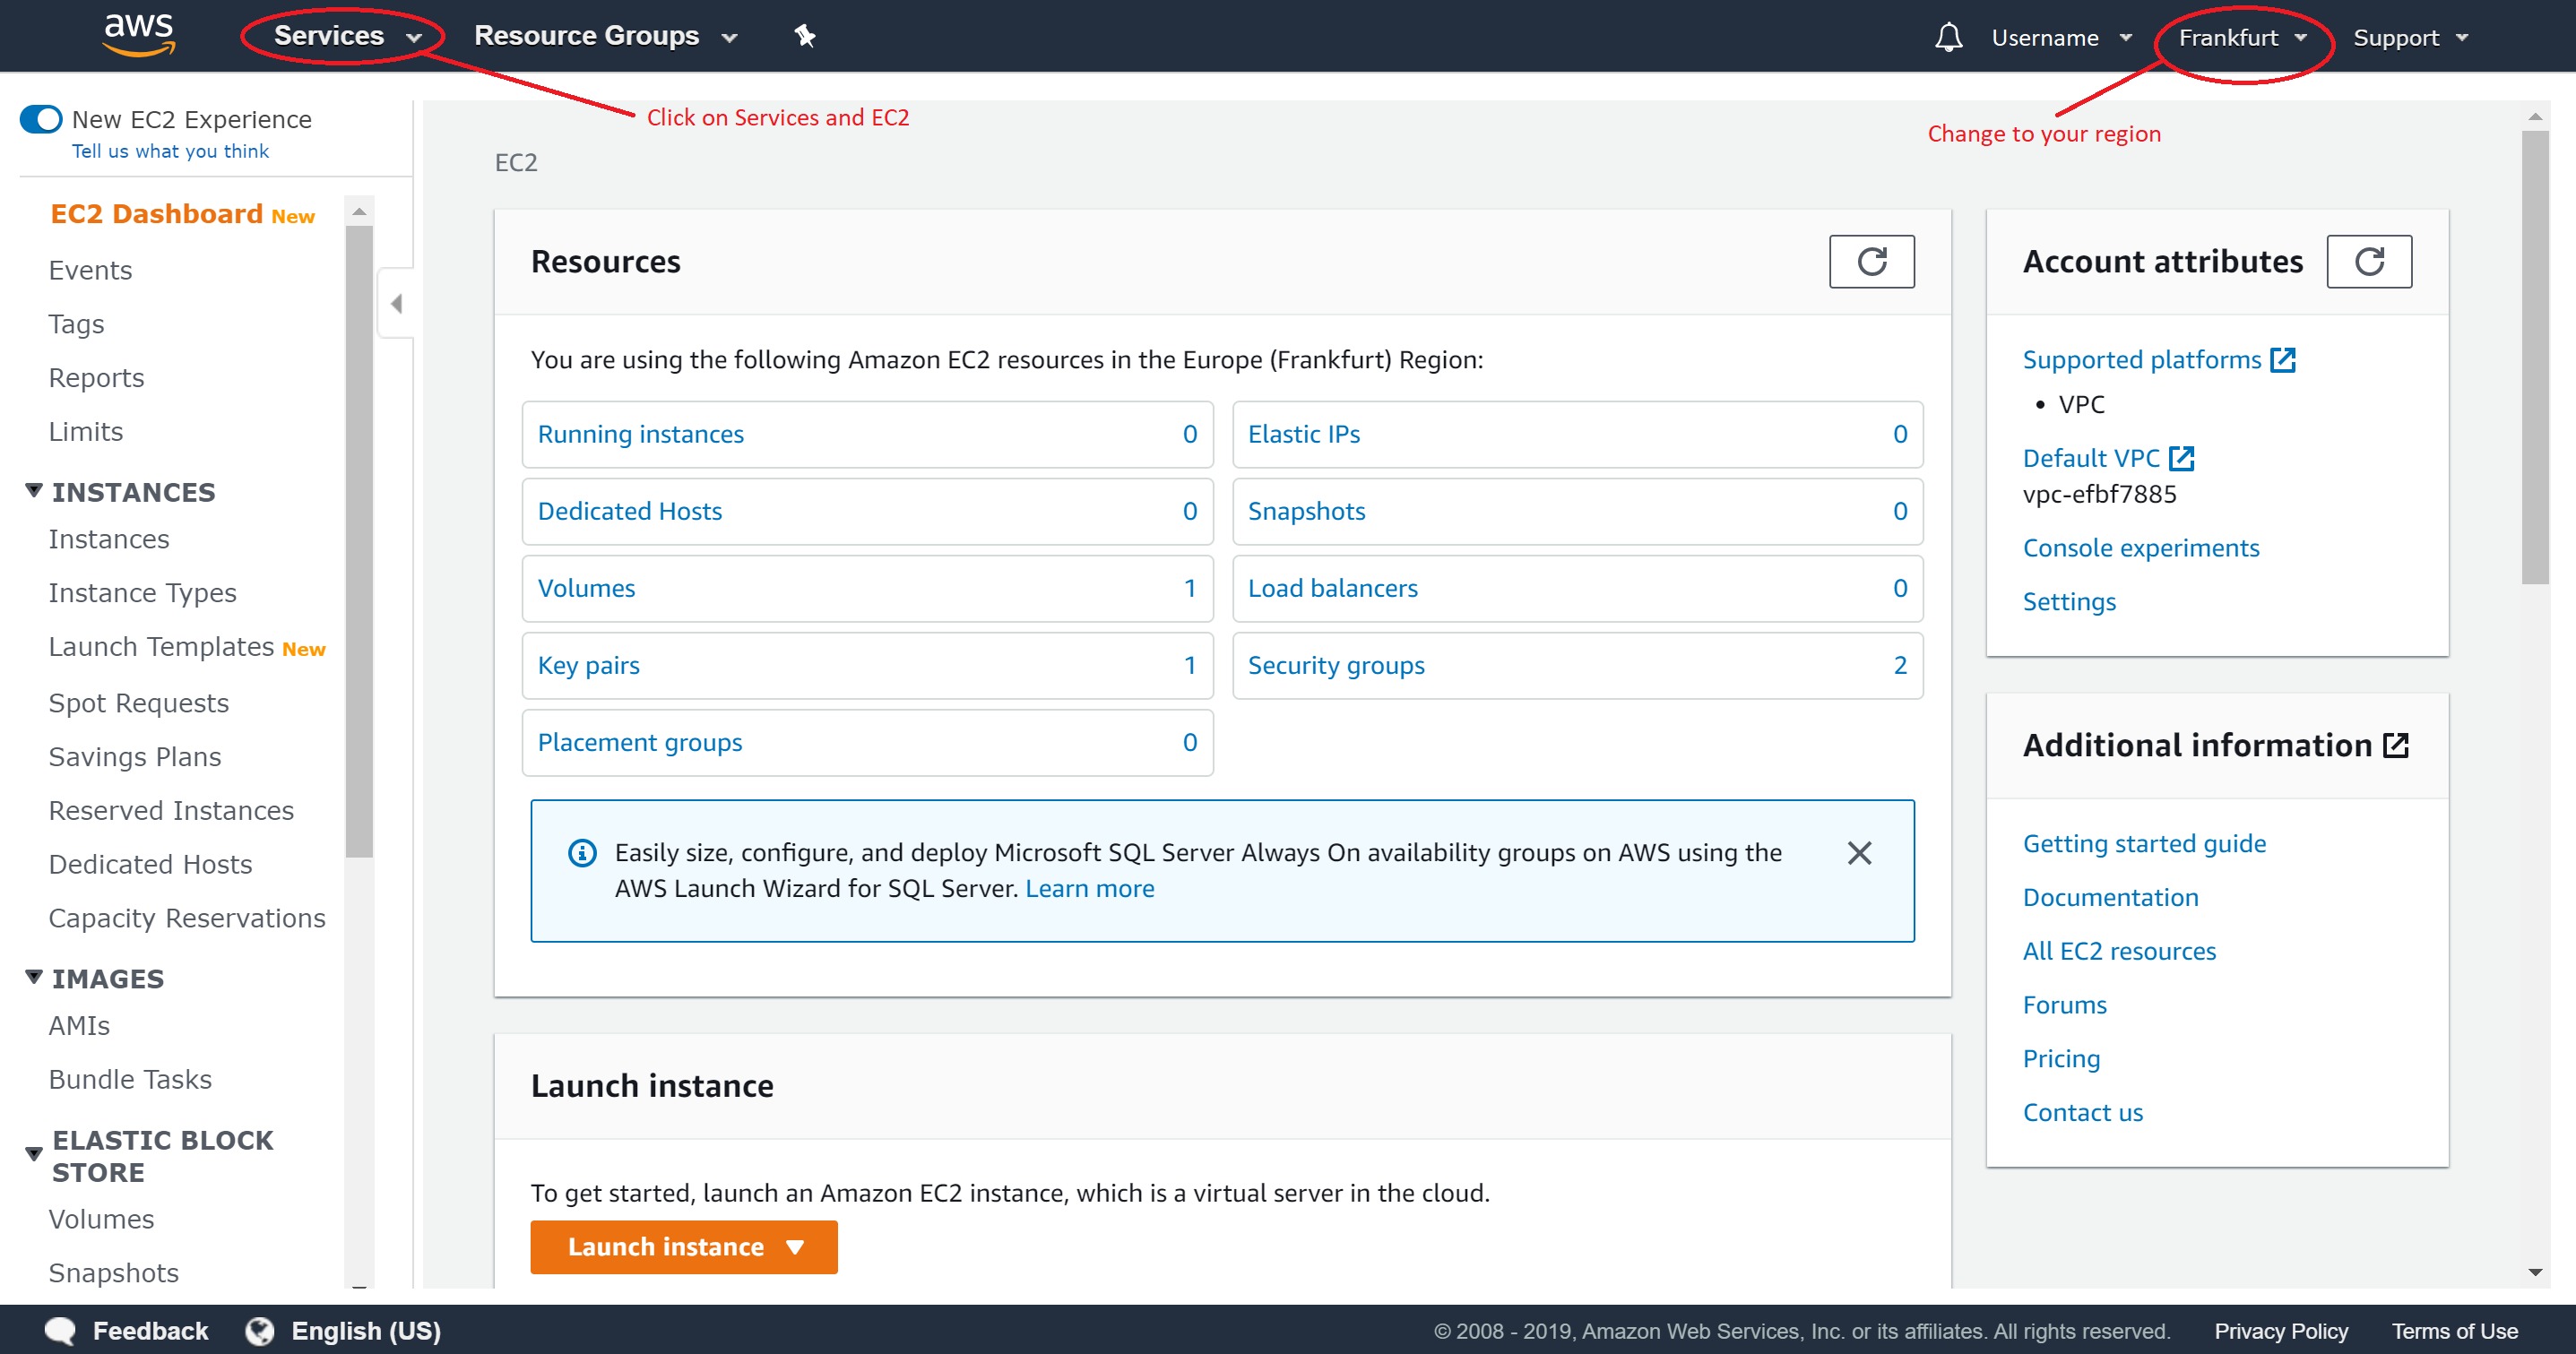 aws
Services
Resource Groups
Username
Frankfurt
Support
Click on Services and EC2
Change to your region
New EC2 Experience
Tell us what you think
EC2 Dashboard New
Events
Tags
Reports
Limits
INSTANCES
Instances
Instance Types
Launch Templates New
Spot Requests
Savings Plans
Reserved Instances
Dedicated Hosts
Capacity Reservations
IMAGES
AMIs
Bundle Tasks
ELASTIC BLOCK
STORE
Volumes
Snapshots
EC2
Resources
You are using the following Amazon EC2 resources in the Europe (Frankfurt) Region:
Running instances 0
Elastic IPs 0
Dedicated Hosts 0
Snapshots 0
Volumes 1
Load balancers 0
Key pairs 1
Security groups 2
Placement groups 0
Easily size, configure, and deploy Microsoft SQL Server Always On availability groups on AWS using the
AWS Launch Wizard for SQL Server. Learn more
Launch instance
To get started, launch an Amazon EC2 instance, which is a virtual server in the cloud.
Launch instance
Account attributes
Supported platforms
• VPC
Default VPC
vpc-efbf7885
Console experiments
Settings
Additional information
Getting started guide
Documentation
All EC2 resources
Forums
Pricing
Contact us
Feedback
English (US)
© 2008 - 2019, Amazon Web Services, Inc. or its affiliates. All rights reserved.
Privacy Policy
Terms of Use